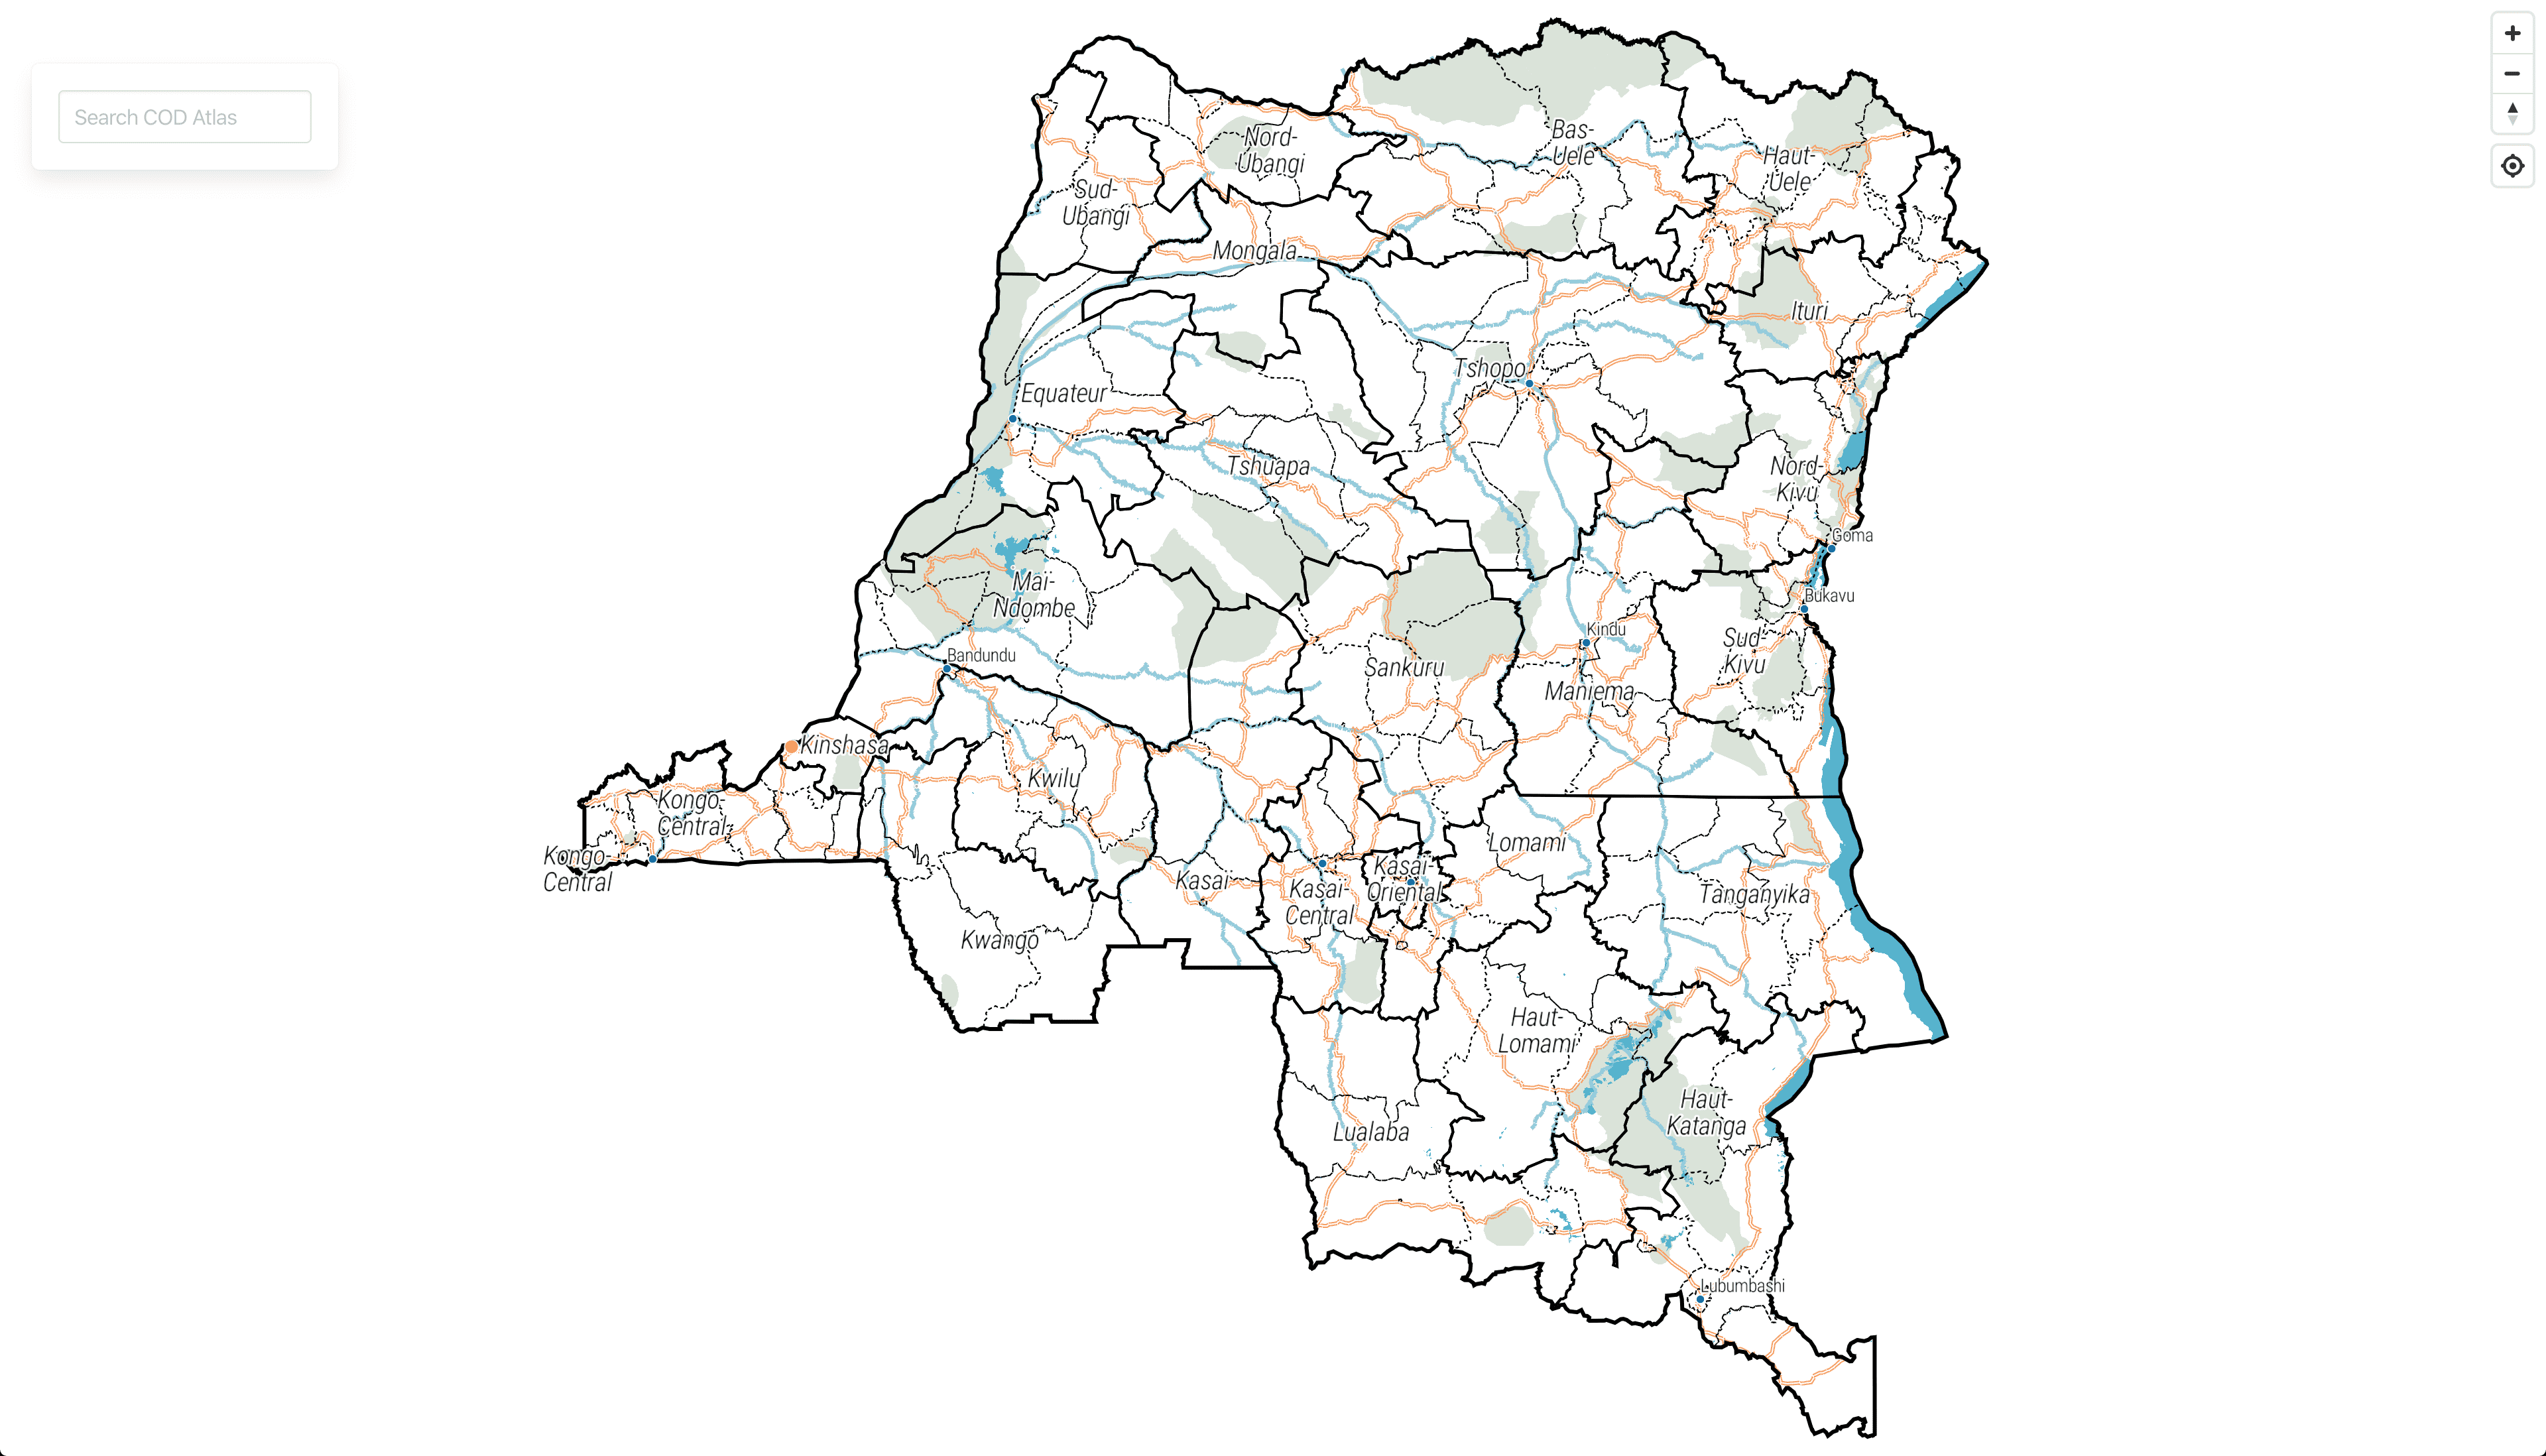 Search COD Atlas
Nord-
Ubangi
Bas-
Uele
Haut-
Uele
Sud-
Ubangi
Mongala
Ituri
Equateur
Tshopo
Tshuapa
Nord-
Kivu
Goma
Mai-
Ndombe
Bukavu
Kindu
Bandundu
Sankuru
Sud-
Kivu
Maniema
Kinshasa
Kwilu
Kongo-
Central
Lomami
Kongo-
Central
Kasai
Kasai-
Central
Kasai-
Oriental
Tanganyika
Kwango
Haut-
Lomami
Haut-
Katanga
Lualaba
Lubumbashi